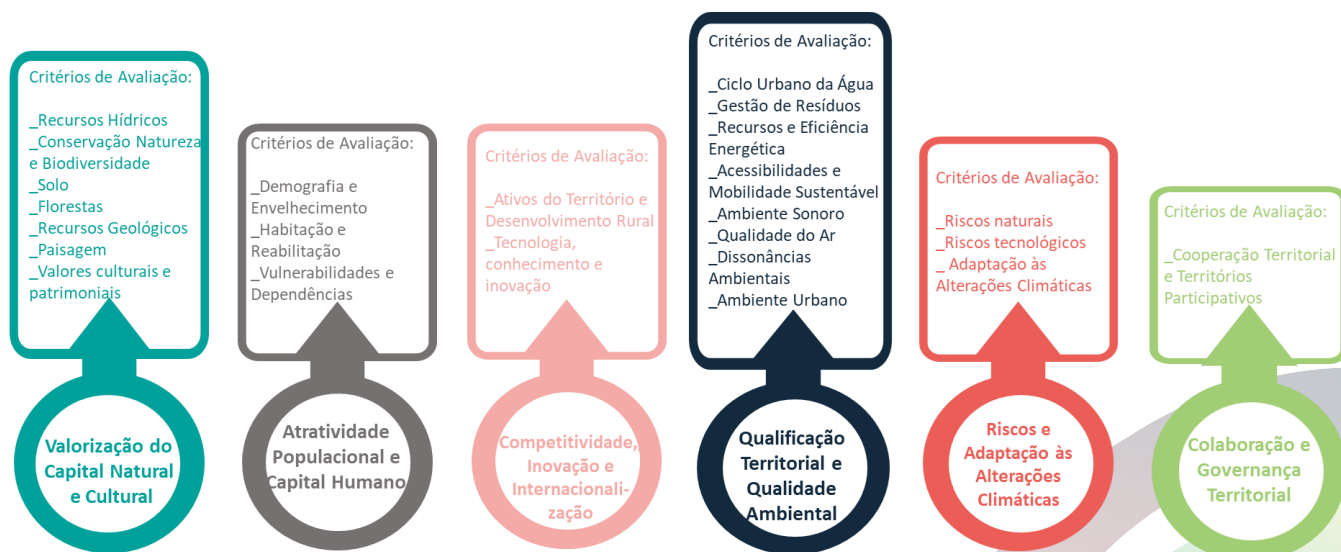 Critérios de Avaliação:
_Recursos Hídricos
_Conservação Natureza
e Biodiversidade
_Solo
_Florestas
_Recursos Geológicos
_Paisagem
_Valores culturais e
patrimoniais
Valorização do
Capital Natural
e Cultural
Critérios de Avaliação:
_Demografia e
Envelhecimento
_Habitação e
Reabilitação
_Vulnerabilidades e
Dependências
Atratividade
Populacional e
Capital Humano
Critérios de Avaliação:
_Ativos do Território e
Desenvolvimento Rural
_Tecnologia,
conhecimento e
inovação
Competitividade,
Inovação e
Internacionali-
zação
Critérios de Avaliação:
_Ciclo Urbano da Água
_Gestão de Resíduos
_Recursos e Eficiência
Energética
_Acessibilidades e
Mobilidade Sustentável
_Ambiente Sonoro
_Qualidade do Ar
_Dissonâncias
Ambientais
_Ambiente Urbano
Qualificação
Territorial e
Qualidade
Ambiental
Critérios de Avaliação:
_Riscos naturais
_Riscos tecnológicos
_ Adaptação às
Alterações Climáticas
Riscos e
Adaptação às
Alterações
Climáticas
Critérios de Avaliação:
_Cooperação Territorial
e Territórios
Participativos
Colaboração e
Governança
Territorial